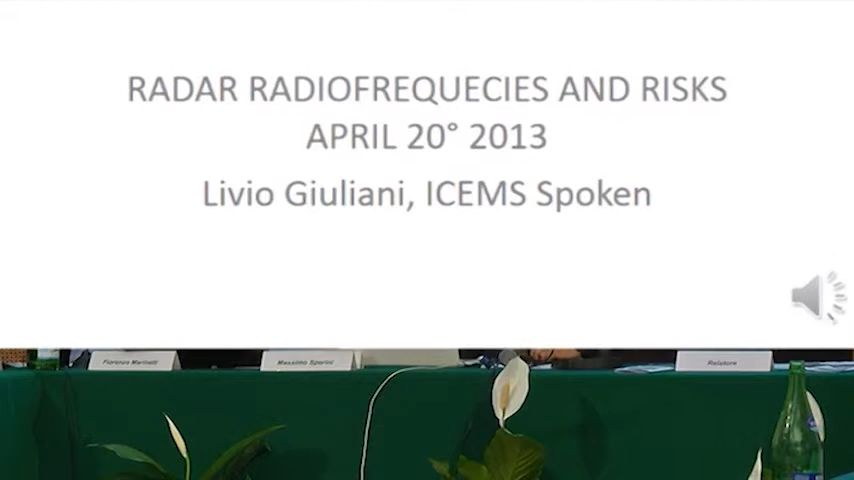 RADAR RADIOFREQUECIES AND RISKS
APRIL 20° 2013
Livio Giuliani, ICEMS Spoken
Fiorenzo Marinelli
Massimo Sperini
Relatore